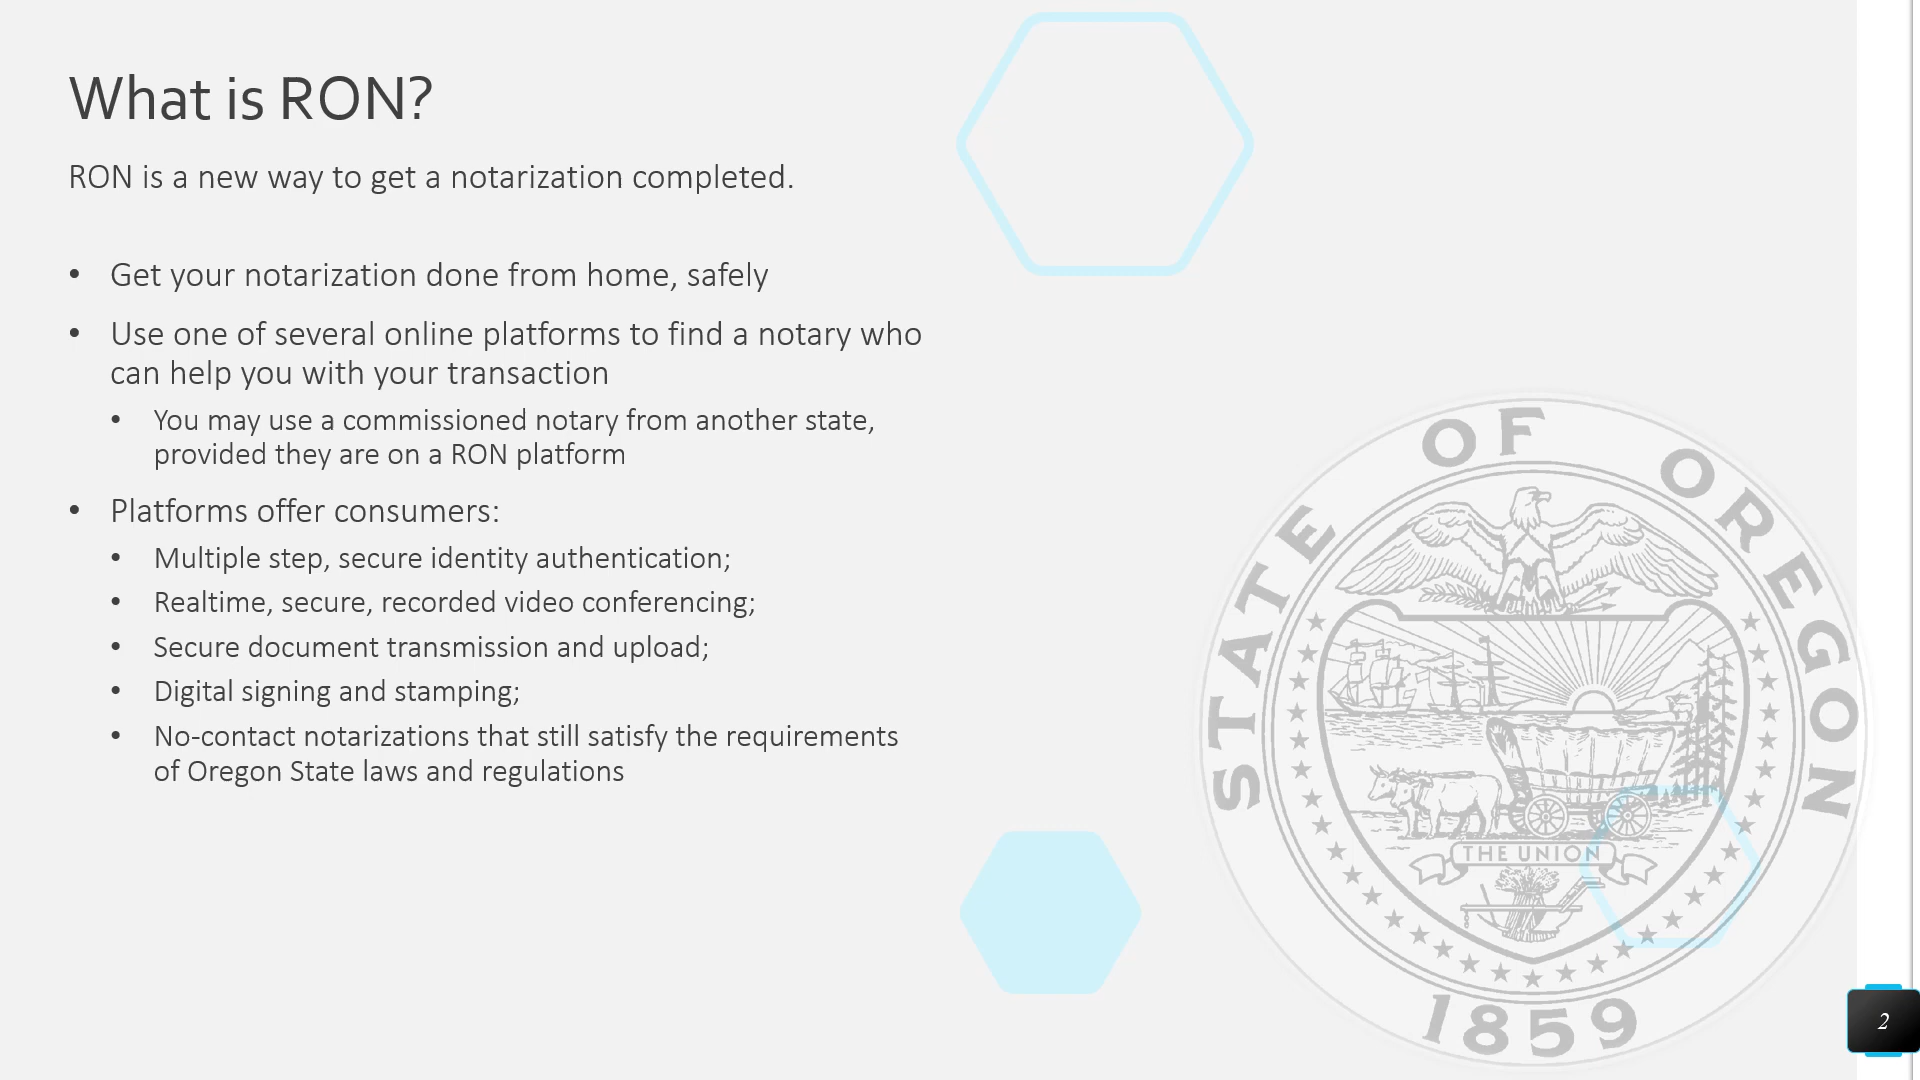 What is RON?
RON is a new way to get a notarization completed.
• Get your notarization done from home, safely
• Use one of several online platforms to find a notary who
can help you with your transaction
• You may use a commissioned notary from another state,
provided they are on a RON platform
• Platforms offer consumers:
• Multiple step, secure identity authentication;
• Realtime, secure, recorded video conferencing;
• Secure document transmission and upload;
• Digital signing and stamping;
• No-contact notarizations that still satisfy the requirements
of Oregon State laws and regulations
STATE OF OREGON
THE UNION
1859
2